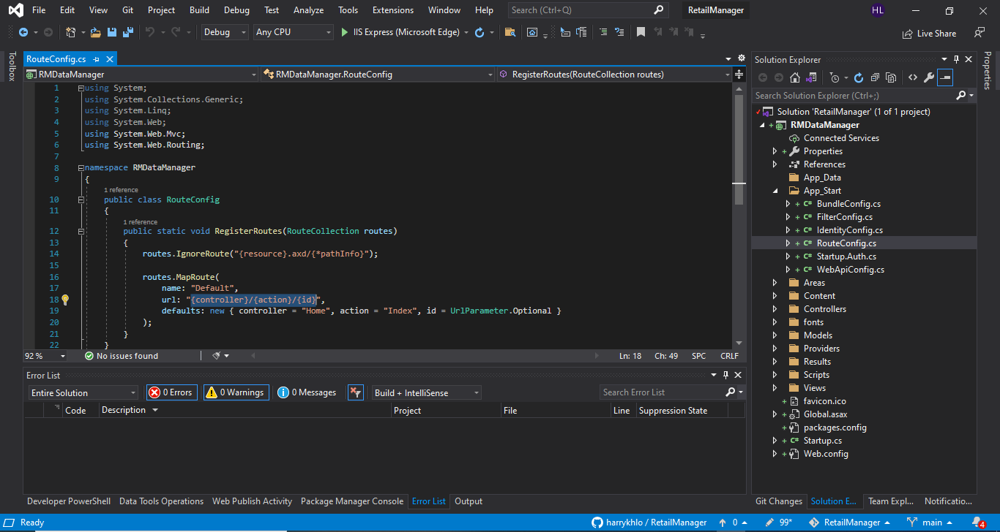 File Edit View Git Project Build Debug Test Analyze Tools Extensions Window Help Search (Ctrl+Q) RetailManager HL
Debug Any CPU IIS Express (Microsoft Edge) Live Share
Toolbox
RouteConfig.cs
RMDataManager RMDataManager.RouteConfig RegisterRoutes(RouteCollection routes)
1 using System;
2 using System.Collections.Generic;
3 using System.Linq;
4 using System.Web;
5 using System.Web.Mvc;
6 using System.Web.Routing;
7
8 namespace RMDataManager
9 {
1 reference
10 public class RouteConfig
11 {
1 reference
12 public static void RegisterRoutes(RouteCollection routes)
13 {
14 routes.IgnoreRoute("{resource}.axd/{*pathInfo}");
15
16 routes.MapRoute(
17 name: "Default",
18 url: "{controller}/{action}/{id}",
19 defaults: new { controller = "Home", action = "Index", id = UrlParameter.Optional }
20 );
21 }
22 }
92 % No issues found Ln: 18 Ch: 49 SPC CRLF
Error List
Entire Solution 0 Errors 0 Warnings 0 Messages Build + IntelliSense Search Error List
Code Description Project File Line Suppression State
Developer PowerShell Data Tools Operations Web Publish Activity Package Manager Console Error List Output
Solution Explorer
Search Solution Explorer (Ctrl+;)
Solution 'RetailManager' (1 of 1 project)
RMDataManager
Connected Services
Properties
References
App_Data
App_Start
C# BundleConfig.cs
C# FilterConfig.cs
C# IdentityConfig.cs
C# RouteConfig.cs
C# Startup.Auth.cs
C# WebApiConfig.cs
Areas
Content
Controllers
fonts
Models
Providers
Results
Scripts
Views
favicon.ico
Global.asax
packages.config
C# Startup.cs
Web.config
Git Changes Solution E... Team Expl... Notificatio...
Properties
Ready harrykhlo / RetailManager 0 99* RetailManager main 4